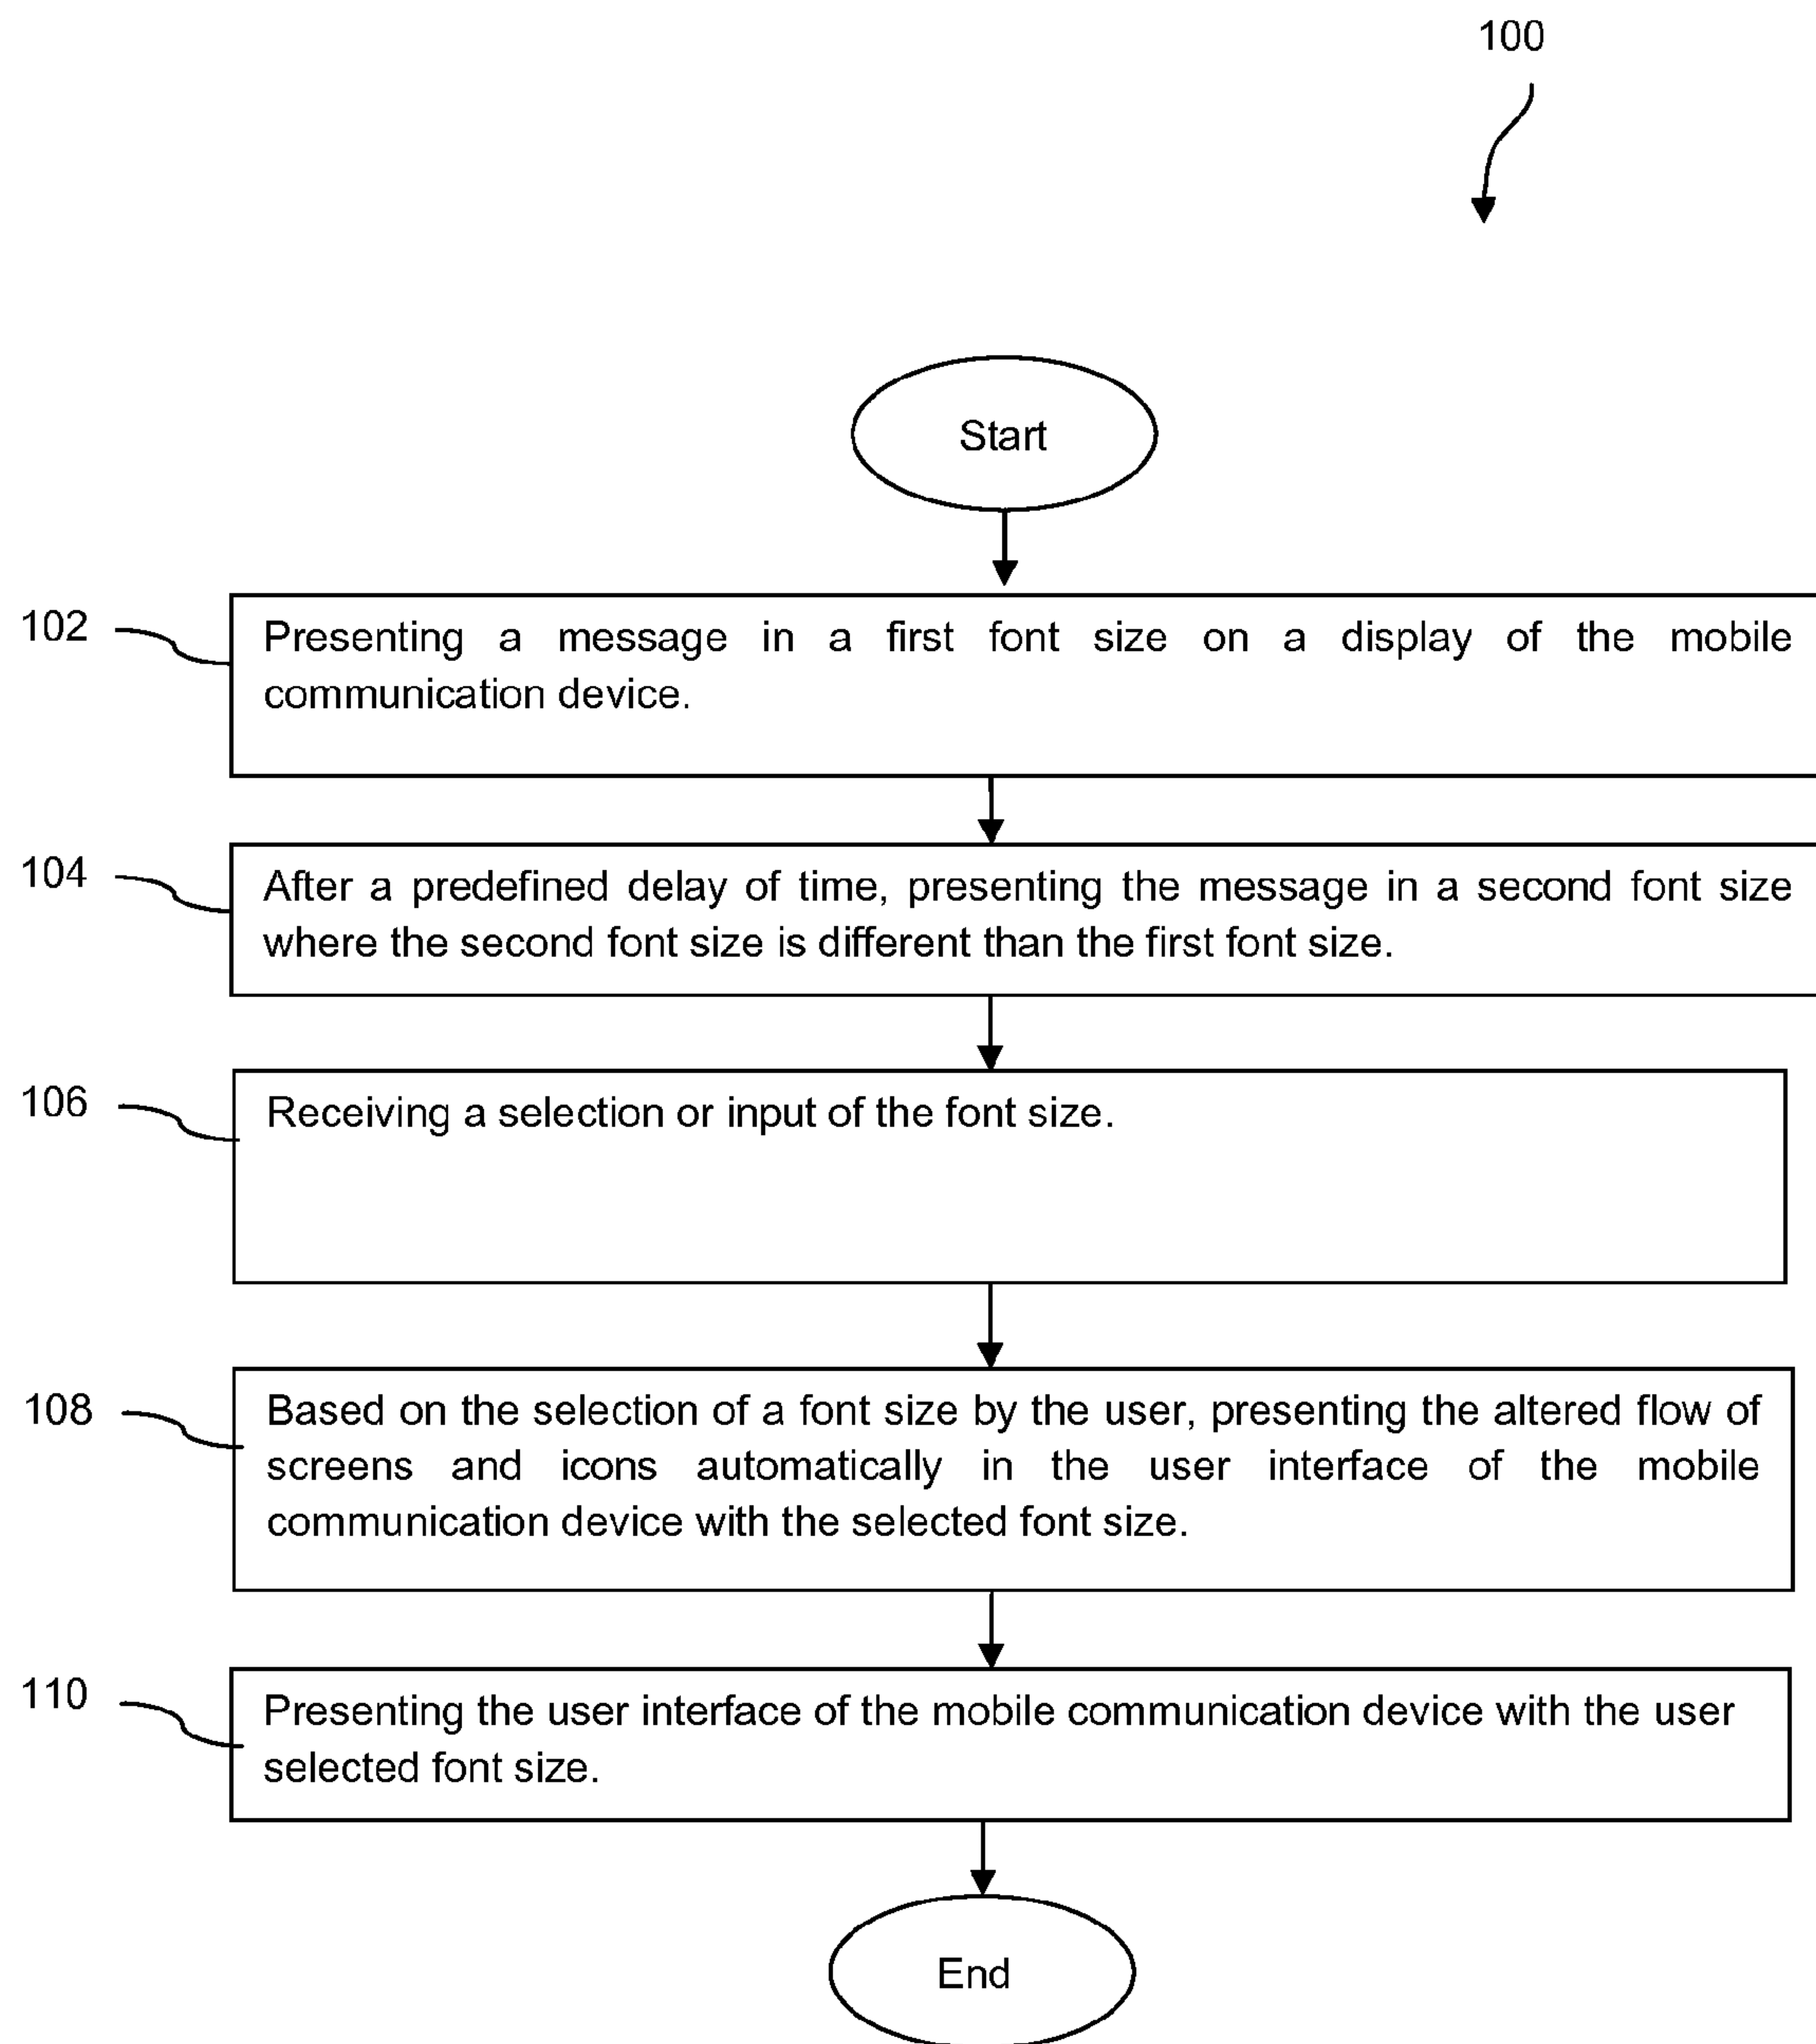 100
Start
102
Presenting a message in a first font size on a display of the mobile
communication device.
104
After a predefined delay of time, presenting the message in a second font size
where the second font size is different than the first font size.
106
Receiving a selection or input of the font size.
108
Based on the selection of a font size by the user, presenting the altered flow of
screens and icons automatically in the user interface of the mobile
communication device with the selected font size.
110
Presenting the user interface of the mobile communication device with the user
selected font size.
End